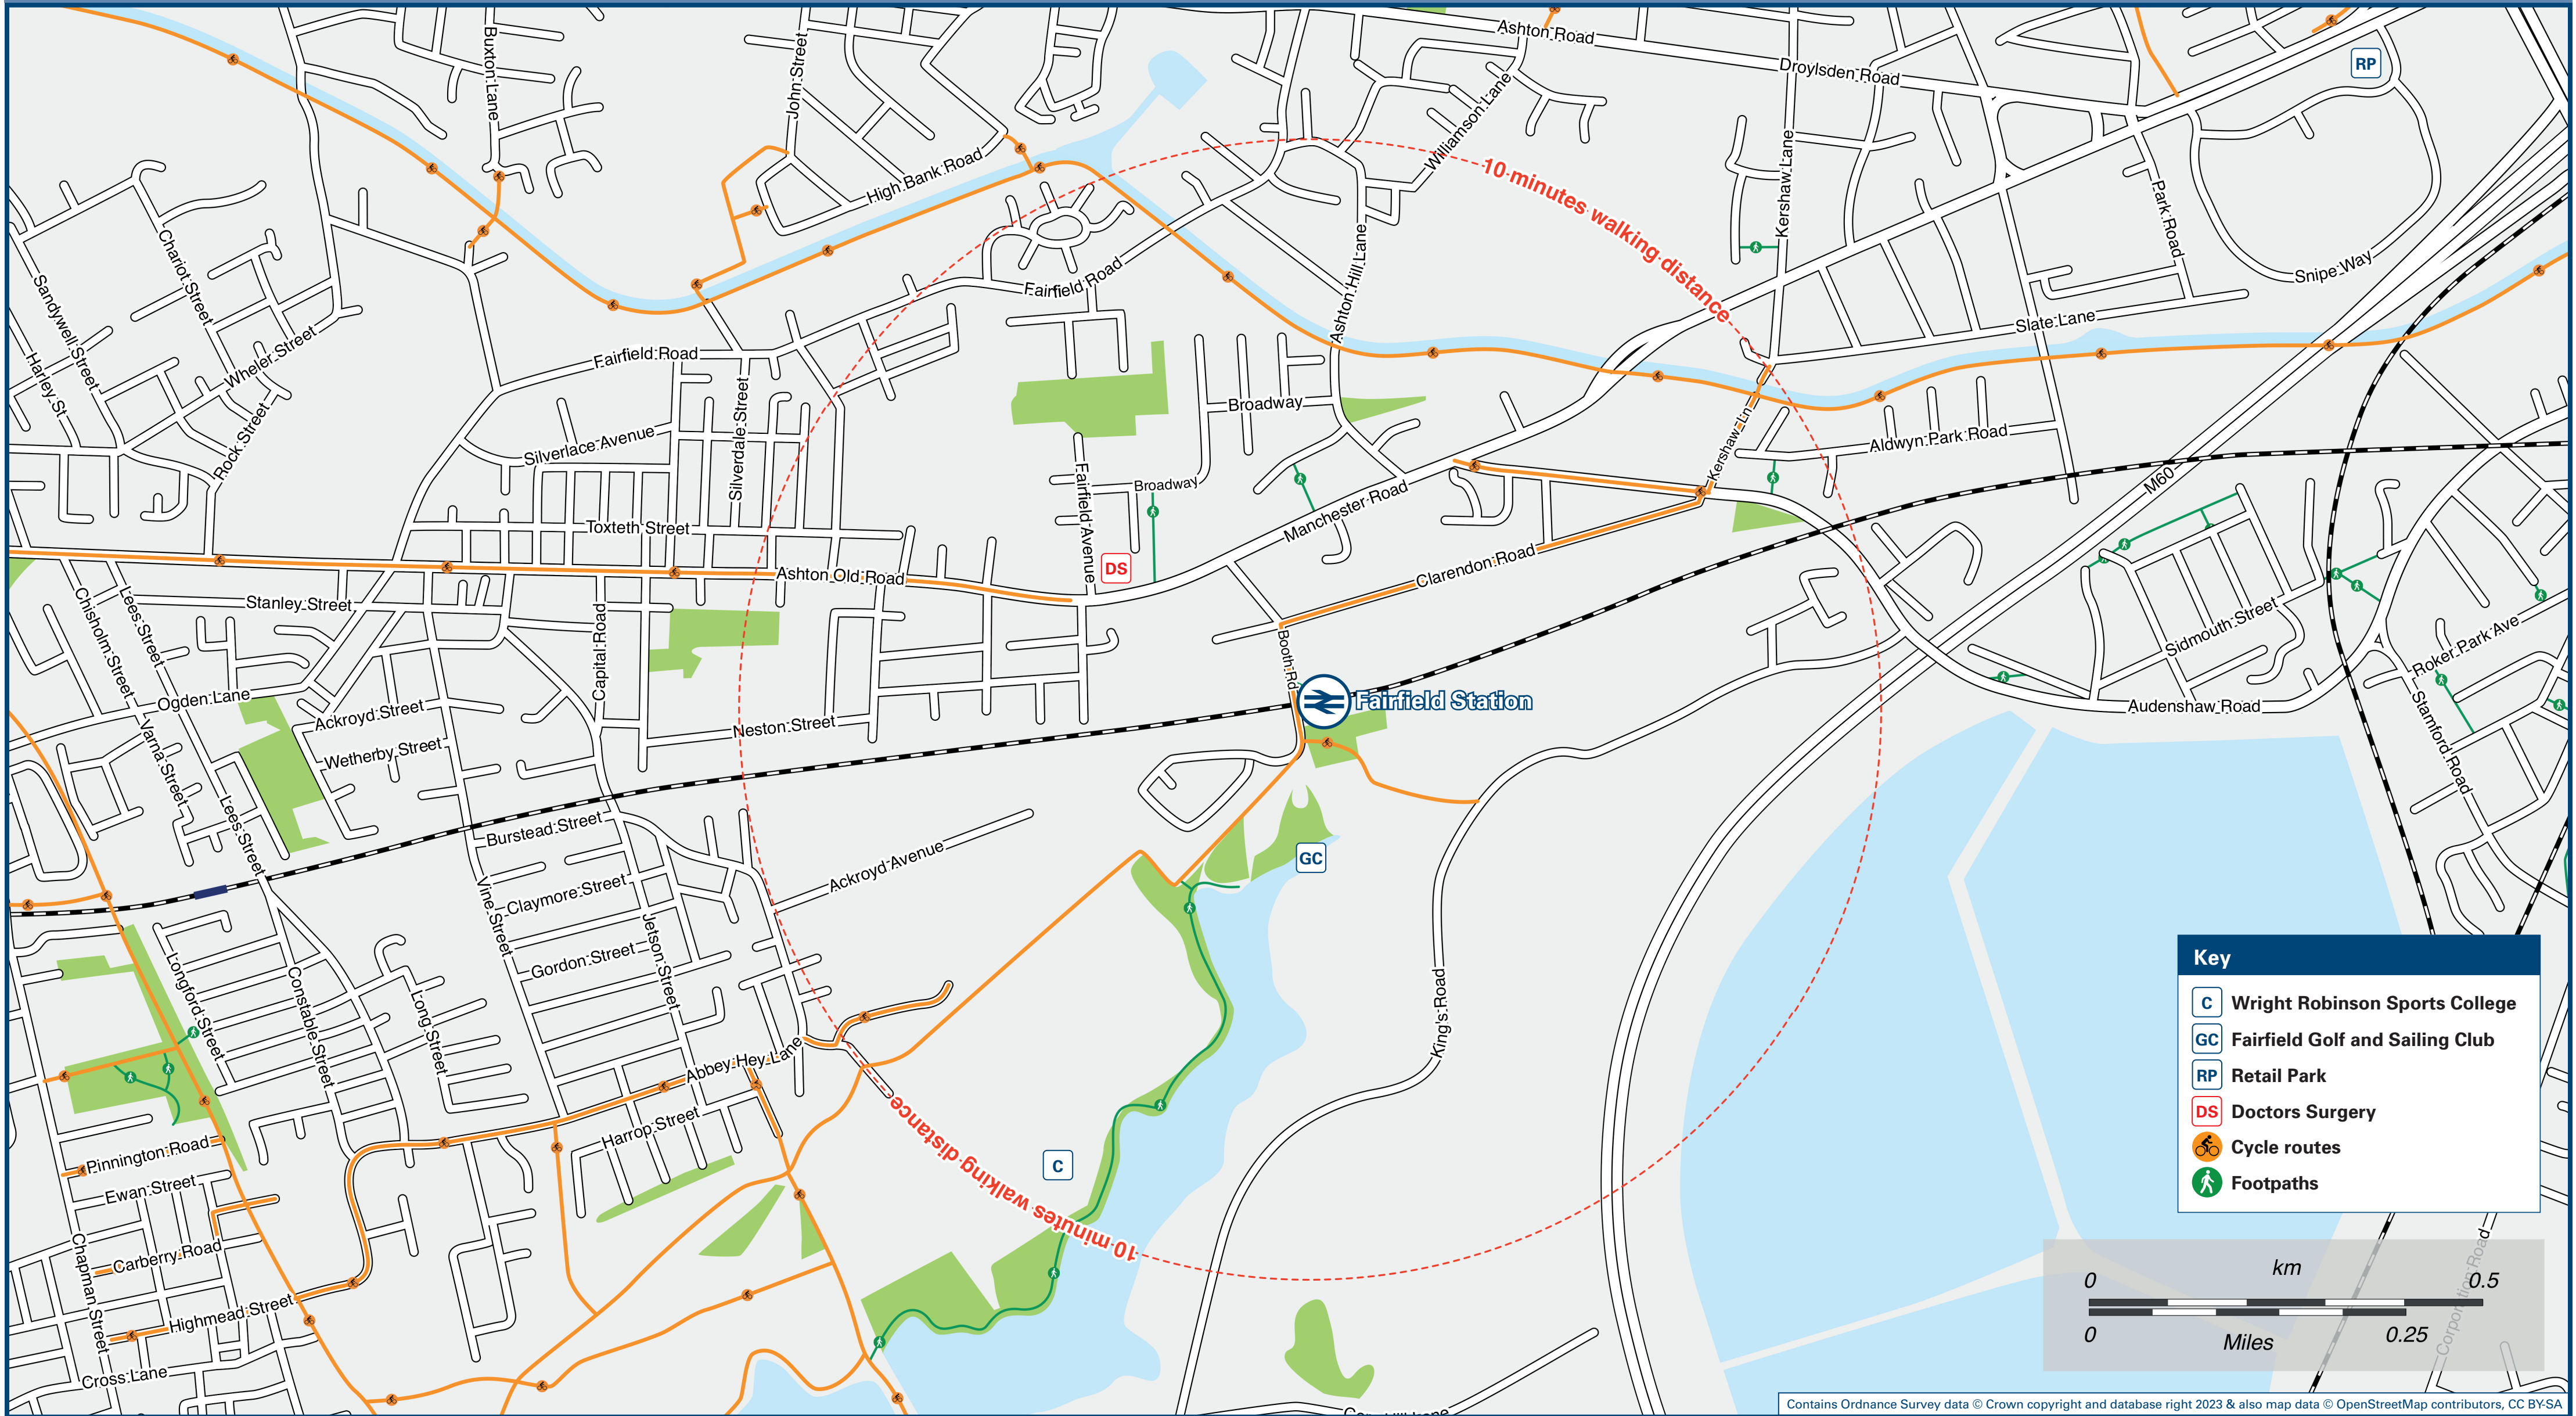 Ashton Road
Droylsden Road
RP
Buxton Lane
John Street
Williamson Lane
Kershaw Lane
High Bank Road
10 minutes walking distance
Park Road
Chariot Street
Sandywell Street
Harley St
Wheler Street
Rock Street
Fairfield Road
Fairfield Road
Ashton Hill Lane
Snipe Way
Slate Lane
Silverlace Avenue
Silverdale Street
Broadway
Broadway
Fairfield Avenue
Kershaw Ln
Aldwyn Park Road
M60
Toxteth Street
Manchester Road
DS
Ashton Old Road
Clarendon Road
Stanley Street
Chisholm Street
Lees Street
Capital Road
Booth Rd
Sidmouth Street
Roker Park Ave
Ogden Lane
Ackroyd Street
Varna Street
Wetherby Street
Neston Street
Fairfield Station
Audenshaw Road
Stamford Road
Lees Street
Burstead Street
Ackroyd Avenue
GC
Vine Street
Claymore Street
Jetson Street
Gordon Street
Longford Street
Constable Street
Long Street
King's Road
Abbey Hey Lane
Harrop Street
C
10 minutes walking distance
Pinnington Road
Ewan Street
Carberry Road
Chapman Street
Highmead Street
Cross Lane
Key
C Wright Robinson Sports College
GC Fairfield Golf and Sailing Club
RP Retail Park
DS Doctors Surgery
Cycle routes
Footpaths
km
0 0.5
0 Miles 0.25
Corporation Road
Contains Ordnance Survey data © Crown copyright and database right 2023 & also map data © OpenStreetMap contributors, CC BY-SA